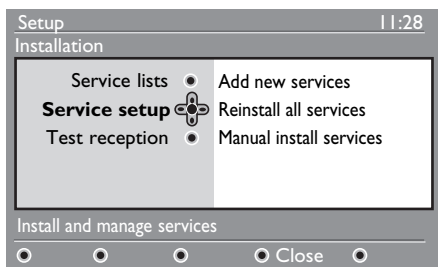 Setup 11:28
Installation
Service lists Add new services
Service setup Reinstall all services
Test reception Manual install services
Install and manage services
Close